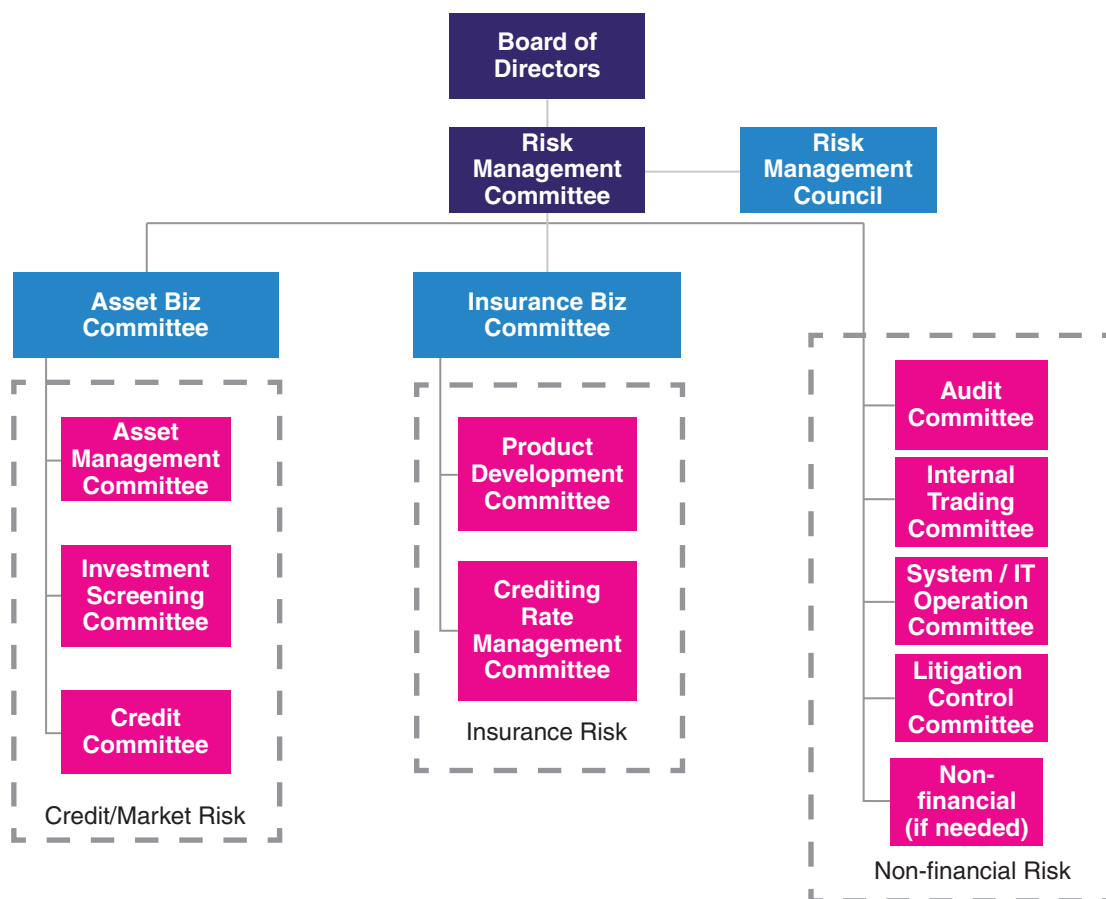 Board of
Directors
Risk
Management
Committee
Risk
Management
Council
Asset Biz
Committee
Insurance Biz
Committee
Asset
Management
Committee
Investment
Screening
Committee
Credit
Committee
Credit/Market Risk
Product
Development
Committee
Crediting
Rate
Management
Committee
Insurance Risk
Audit
Committee
Internal
Trading
Committee
System / IT
Operation
Committee
Litigation
Control
Committee
Non-
financial
(if needed)
Non-financial Risk